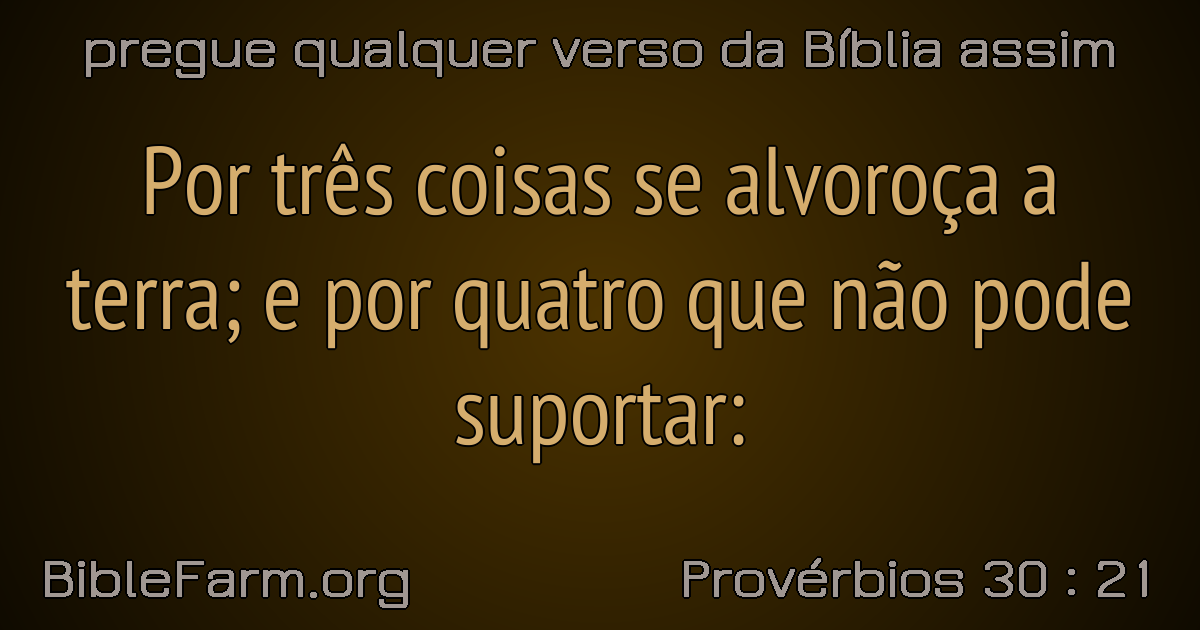 pregue qualquer verso da Bíblia assim
Por três coisas se alvoroça a
terra; e por quatro que não pode
suportar:
BibleFarm.org
Provérbios 30 : 21